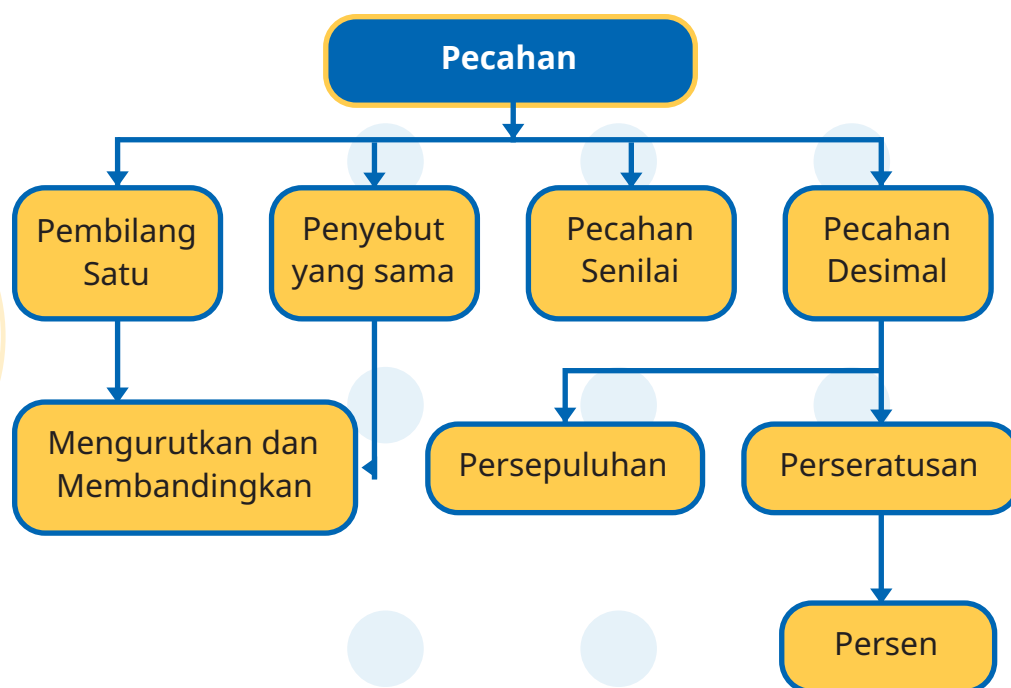 Pecahan
Pembilang
Satu
Penyebut
yang sama
Pecahan
Senilai
Pecahan
Desimal
Mengurutkan dan
Membandingkan
Persepuluhan
Perseratusan
Persen